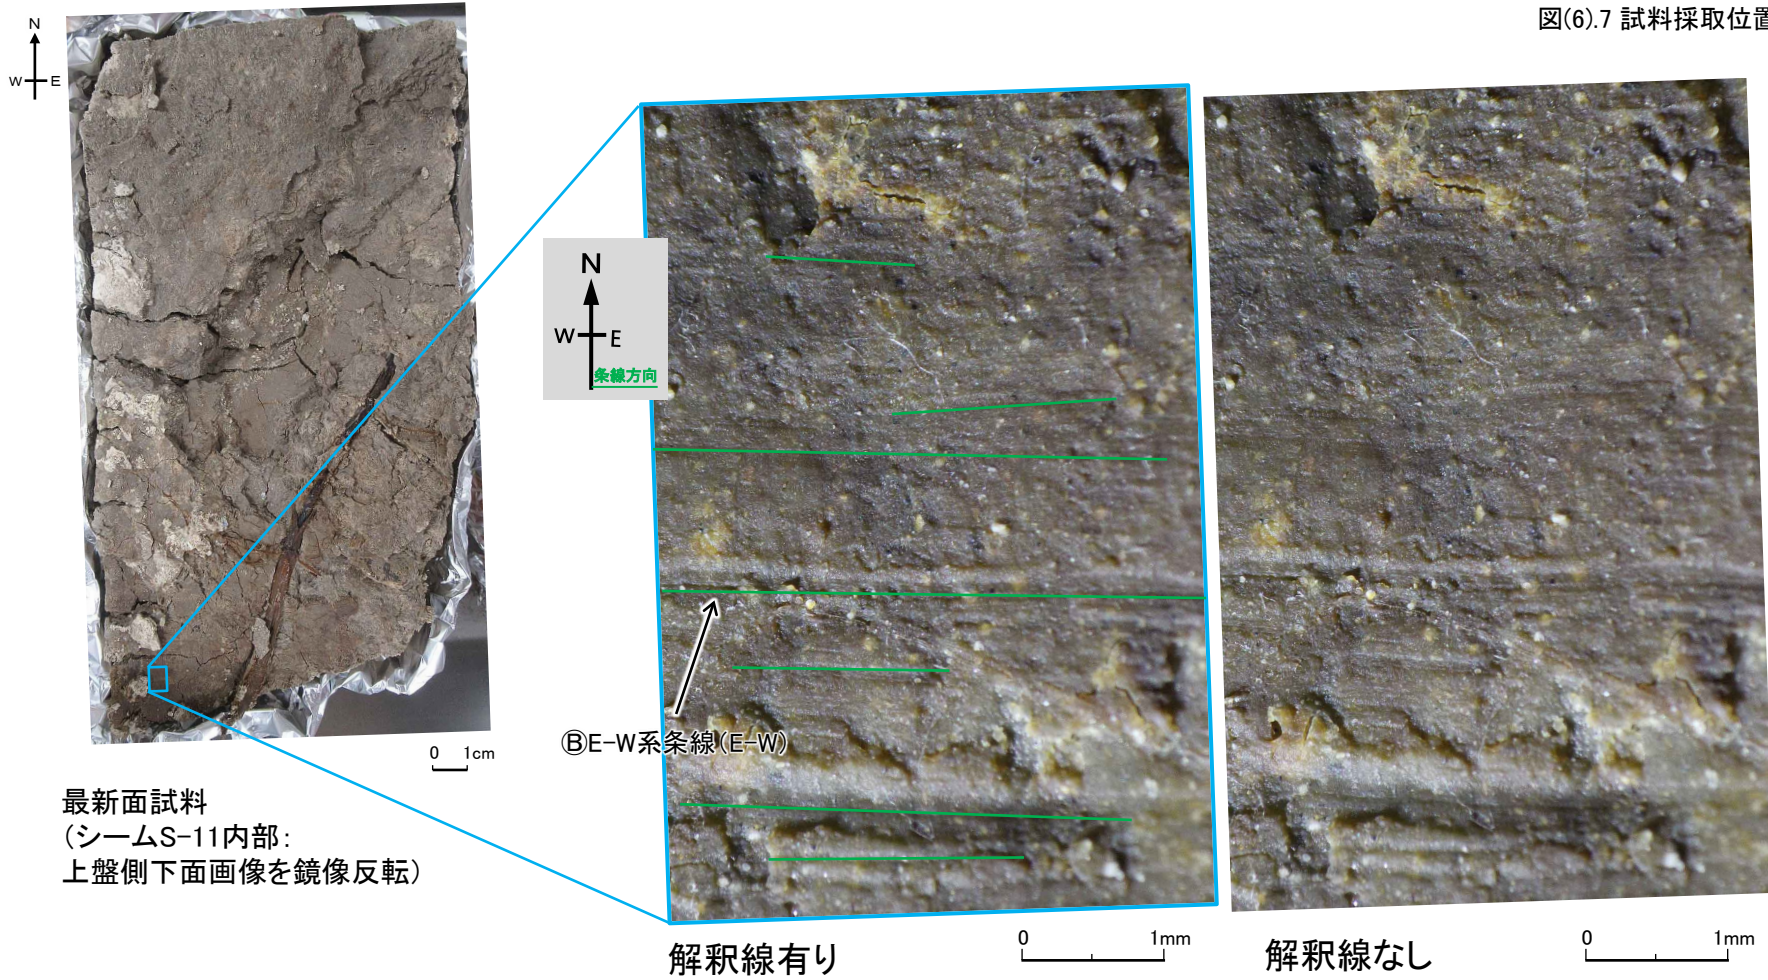 図(6).7 試料採取位置
N
W E
N
W E
条線方向
ⒷE-W系条線(E-W)
0 1cm
最新面試料
(シームS-11内部:
上盤側下面画像を鏡像反転)
解釈線有り
0 1mm
解釈線なし
0 1mm